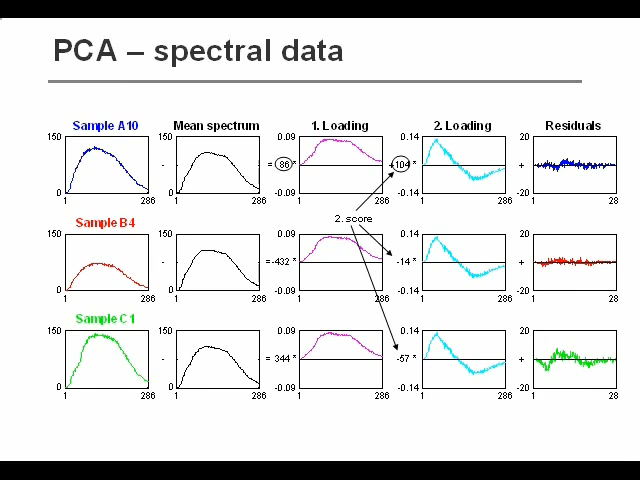 PCA – spectral data
Sample A10 Mean spectrum 1. Loading 2. Loading Residuals
150 - 0 1 286
- 1 286
= 86 * 0.09 -0.09 1 286
+104 * 0.14 -0.14 1 286
+ 20 -20 1 28
2. score
Sample B4
150 - 0 1 286
- 1 286
= -432 * 0.09 -0.09 1 286
-14 * 0.14 -0.14 1 286
+ 20 -20 1 28
Sample C1
150 - 0 1 286
- 0 1 286
= 344 * 0.09 -0.09 1 286
-57 * 0.14 -0.14 1 286
+ 20 -20 1 28